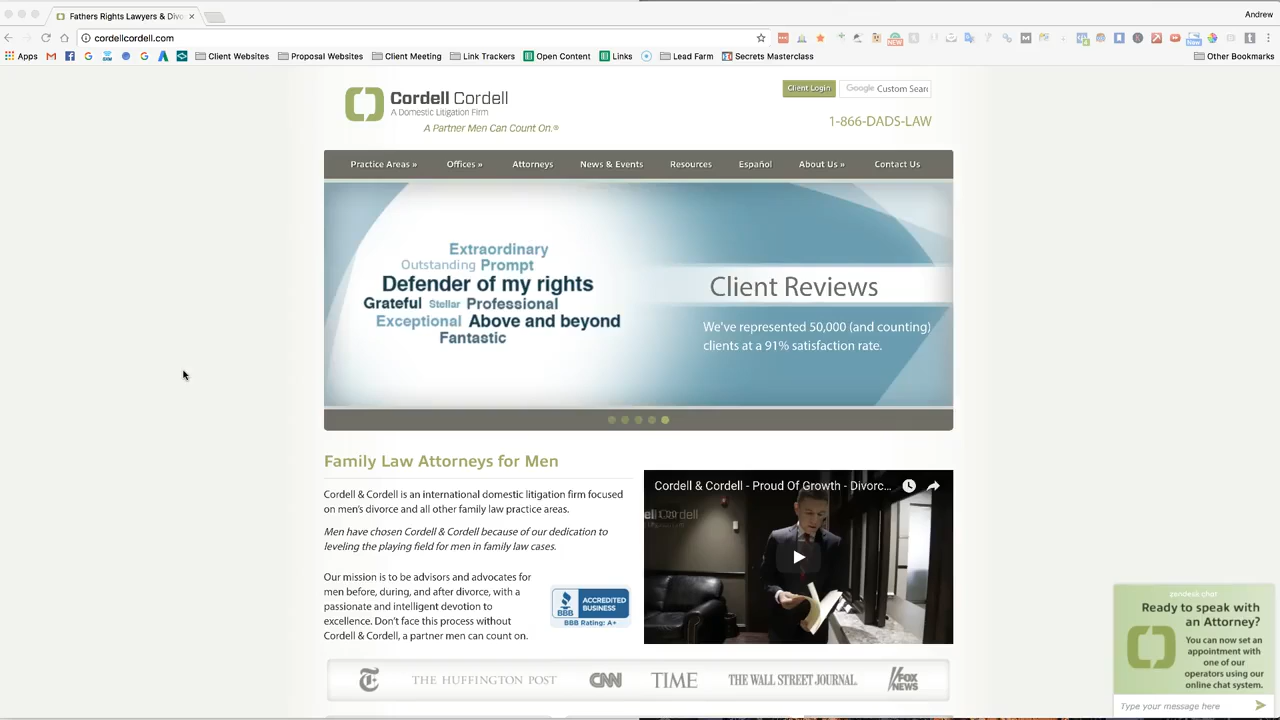 Fathers Rights Lawyers & Divo
Andrew
cordellcordell.com
Apps
Client Websites
Proposal Websites
Client Meeting
Link Trackers
Open Content
Links
Lead Farm
Secrets Masterclass
Other Bookmarks
Cordell Cordell
A Domestic Litigation Firm
A Partner Men Can Count On.®
Client Login
Google Custom Sear
1-866-DADS-LAW
Practice Areas »
Offices »
Attorneys
News & Events
Resources
Español
About Us »
Contact Us
Extraordinary
Outstanding Prompt
Defender of my rights
Grateful Stellar Professional
Exceptional Above and beyond
Fantastic
Client Reviews
We've represented 50,000 (and counting)
clients at a 91% satisfaction rate.
Family Law Attorneys for Men
Cordell & Cordell is an international domestic litigation firm focused
on men's divorce and all other family law practice areas.
Men have chosen Cordell & Cordell because of our dedication to
leveling the playing field for men in family law cases.
Our mission is to be advisors and advocates for
men before, during, and after divorce, with a
passionate and intelligent devotion to
excellence. Don't face this process without
Cordell & Cordell, a partner men can count on.
BBB
ACCREDITED
BUSINESS
BBB Rating: A+
Cordell & Cordell - Proud Of Growth - Divorc...
ell Cordell
THE HUFFINGTON POST
CNN
TIME
THE WALL STREET JOURNAL.
FOX
NEWS
zendesk chat
Ready to speak with
an Attorney?
You can now set an
appointment with
one of our
operators using our
online chat system.
Type your message here